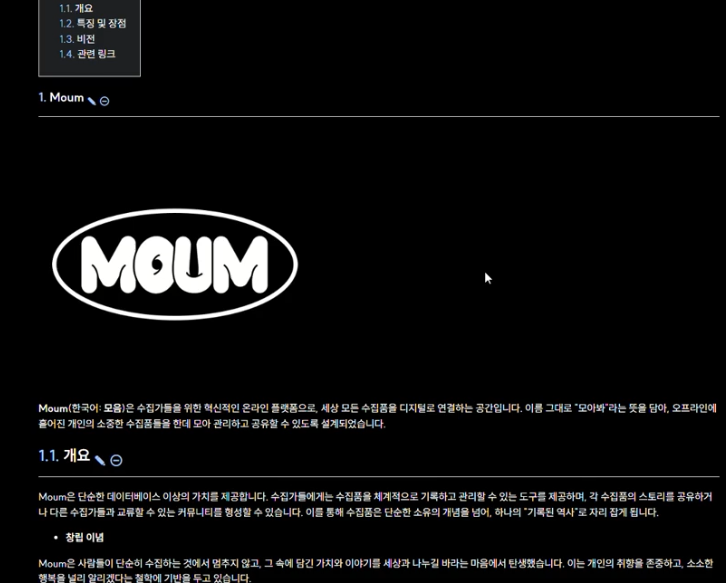 1.1. 개요
1.2. 특징 및 장점
1.3. 비전
1.4. 관련 링크
1. Moum
MOUM
Moum(한국어: 모음)은 수집가들을 위한 혁신적인 온라인 플랫폼으로, 세상 모든 수집품을 디지털로 연결하는 공간입니다. 이름 그대로 "모아봐"라는 뜻을 담아, 오프라인에
흩어진 개인의 소중한 수집품들을 한데 모아 관리하고 공유할 수 있도록 설계되었습니다.
1.1. 개요
Moum은 단순한 데이터베이스 이상의 가치를 제공합니다. 수집가들에게는 수집품을 체계적으로 기록하고 관리할 수 있는 도구를 제공하며, 각 수집품의 스토리를 공유하거
나 다른 수집가들과 교류할 수 있는 커뮤니티를 형성할 수 있습니다. 이를 통해 수집품은 단순한 소유의 개념을 넘어, 하나의 "기록된 역사"로 자리 잡게 됩니다.
• 창립 이념
Moum은 사람들이 단순히 수집하는 것에서 멈추지 않고, 그 속에 담긴 가치와 이야기를 세상과 나누길 바라는 마음에서 탄생했습니다. 이는 개인의 취향을 존중하고, 소소한
행복을 널리 알리겠다는 철학에 기반을 두고 있습니다.